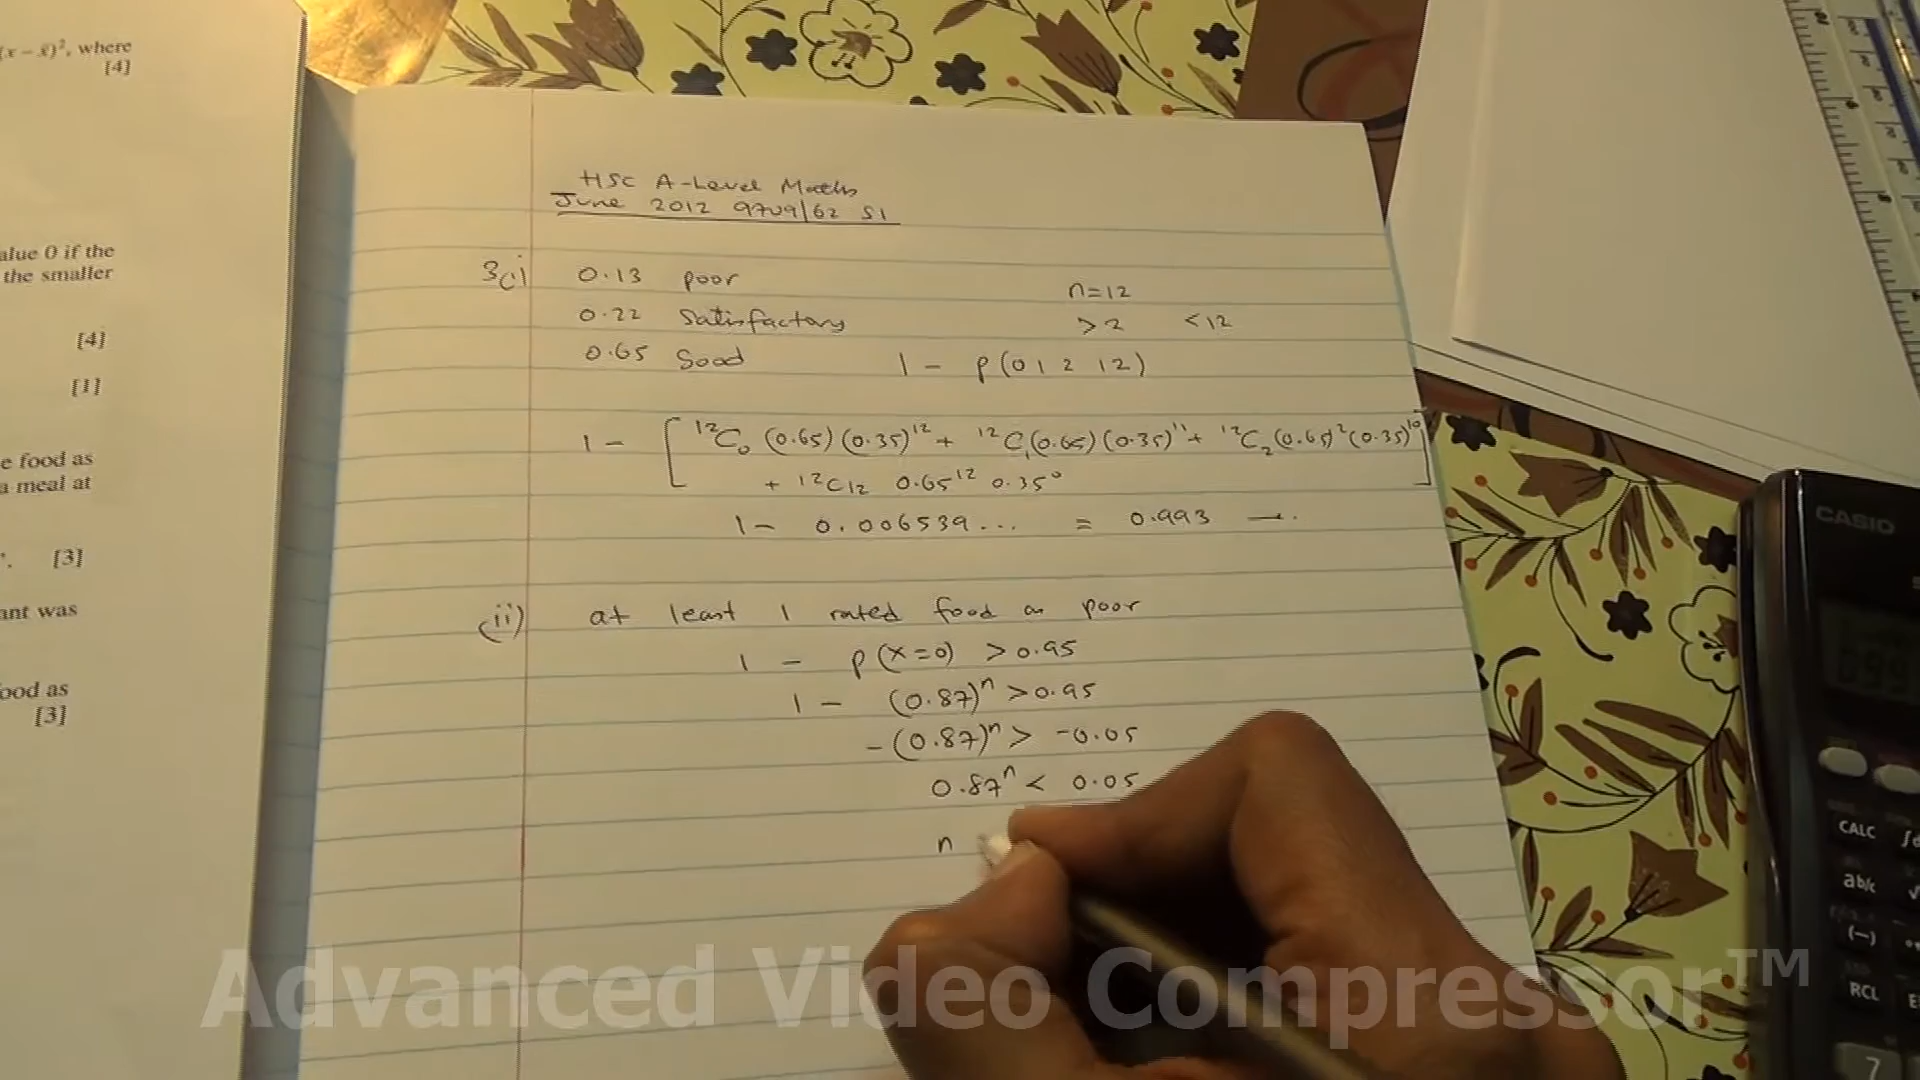 (x − x̄)², where
[4]
alue 0 if the
the smaller
[4]
[1]
e food as
a meal at
'. [3]
ant was
ood as
[3]
HSC A-Level Maths
June 2012 9709/62 S1
3(i) 0.13 poor n=12
0.22 Satisfactory >2 <12
0.65 Good 1 - P(0 1 2 12)
1 - [ ¹²C₀ (0.65)(0.35)¹² + ¹²C₁(0.65)(0.35)¹¹ + ¹²C₂(0.65)²(0.35)¹⁰
+ ¹²C₁₂ 0.65¹² 0.35⁰ ]
1 - 0.006539... = 0.993
(ii) at least 1 rated food as poor
1 - P(X=0) >0.95
1 - (0.87)ⁿ >0.95
-(0.87)ⁿ > -0.05
0.87ⁿ < 0.05
n
CASIO
CALC
ab/c
(−)
RCL
7
Advanced Video Compressor™